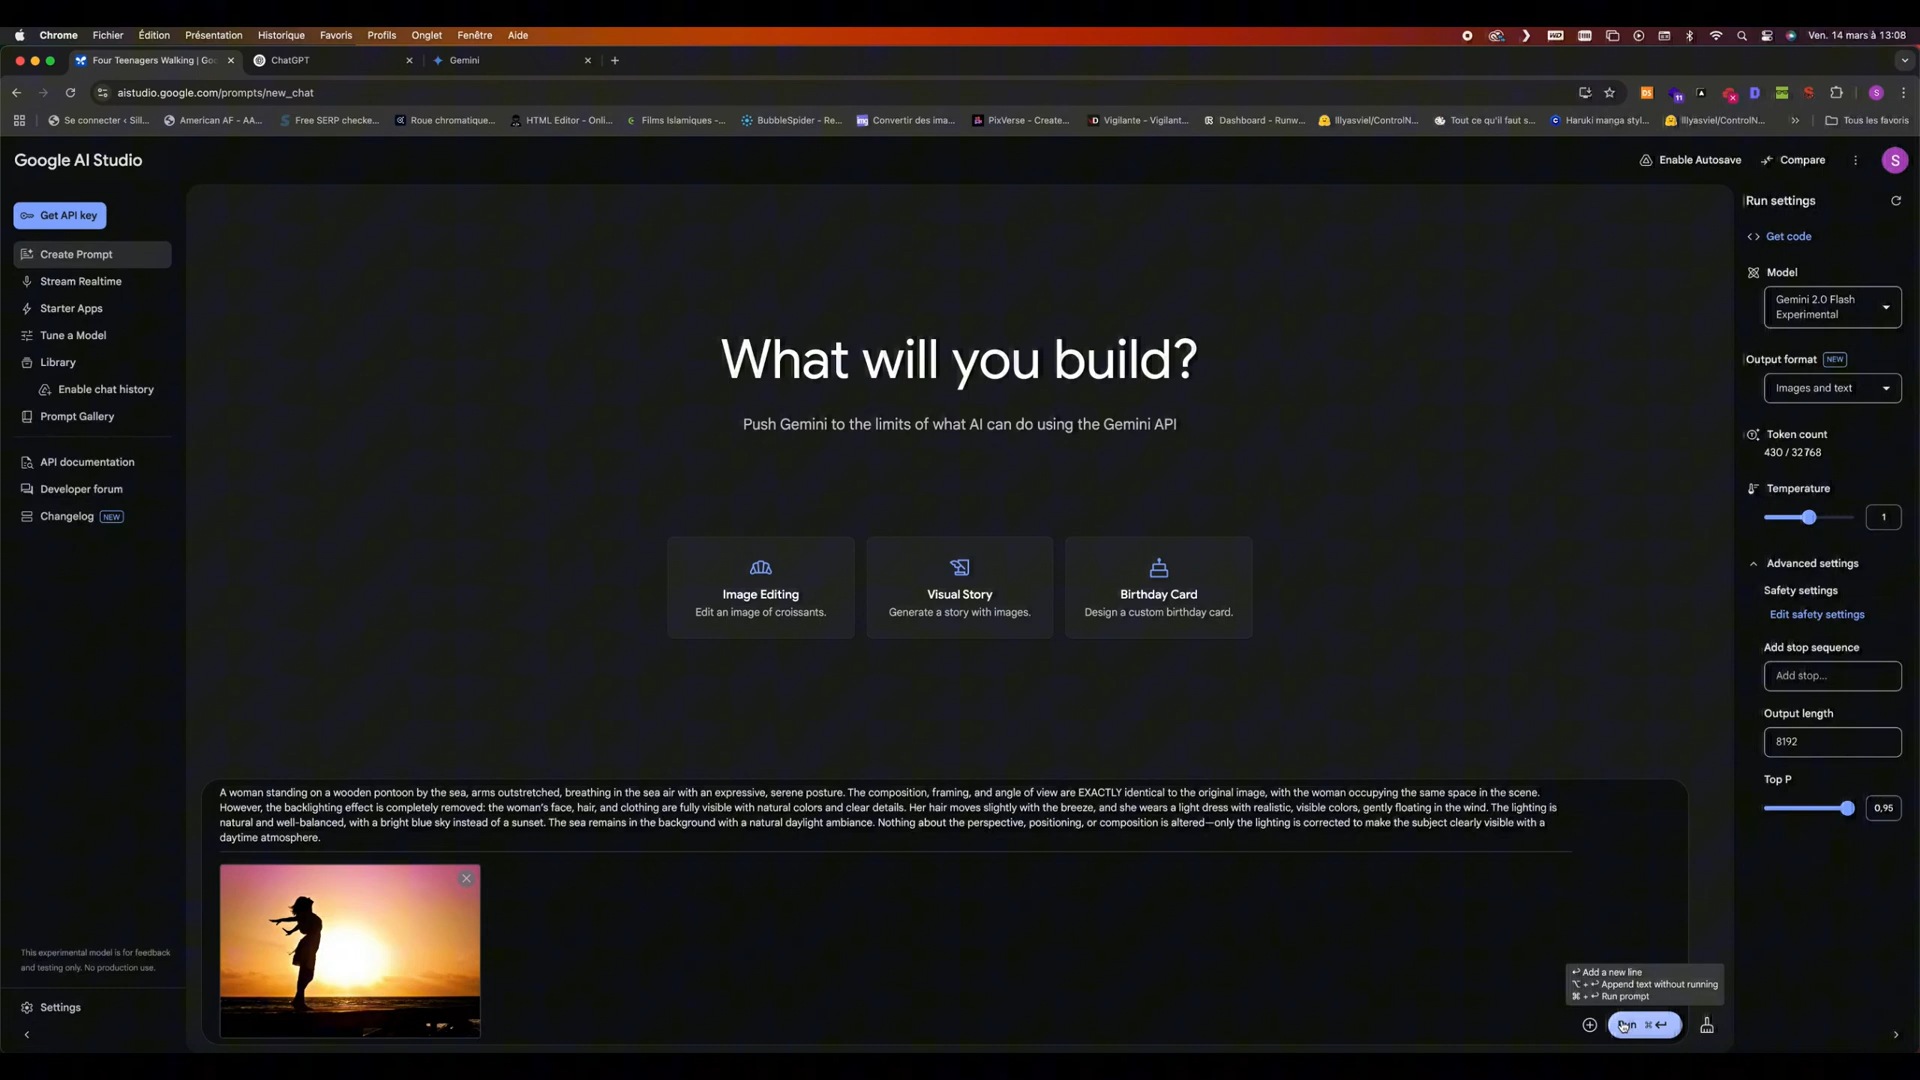 Chrome Fichier Édition Présentation Historique Favoris Profils Onglet Fenêtre Aide
Ven. 14 mars à 13:08
Four Teenagers Walking | Goo
ChatGPT
Gemini
aistudio.google.com/prompts/new_chat
Se connecter ‹ Sill... American AF - AA... Free SERP checke... Roue chromatique... HTML Editor - Onli... Films Islamiques -... BubbleSpider - Re... Convertir des ima... PixVerse - Create... Vigilante - Vigilant... Dashboard - Runw... Illyasviel/ControlN... Tout ce qu'il faut s... Haruki manga styl... Illyasviel/ControlN... Tous les favoris
Google AI Studio
Enable Autosave
Compare
S
Get API key
Create Prompt
Stream Realtime
Starter Apps
Tune a Model
Library
Enable chat history
Prompt Gallery
API documentation
Developer forum
Changelog NEW
This experimental model is for feedback
and testing only. No production use.
Settings
What will you build?
Push Gemini to the limits of what AI can do using the Gemini API
Image Editing
Edit an image of croissants.
Visual Story
Generate a story with images.
Birthday Card
Design a custom birthday card.
A woman standing on a wooden pontoon by the sea, arms outstretched, breathing in the sea air with an expressive, serene posture. The composition, framing, and angle of view are EXACTLY identical to the original image, with the woman occupying the same space in the scene.
However, the backlighting effect is completely removed: the woman's face, hair, and clothing are fully visible with natural colors and clear details. Her hair moves slightly with the breeze, and she wears a light dress with realistic, visible colors, gently floating in the wind. The lighting is
natural and well-balanced, with a bright blue sky instead of a sunset. The sea remains in the background with a natural daylight ambiance. Nothing about the perspective, positioning, or composition is altered—only the lighting is corrected to make the subject clearly visible with a
daytime atmosphere.
Add a new line
Append text without running
Run prompt
Run settings
Get code
Model
Gemini 2.0 Flash
Experimental
Output format NEW
Images and text
Token count
430 / 32 768
Temperature
1
Advanced settings
Safety settings
Edit safety settings
Add stop sequence
Add stop...
Output length
8192
Top P
0,95